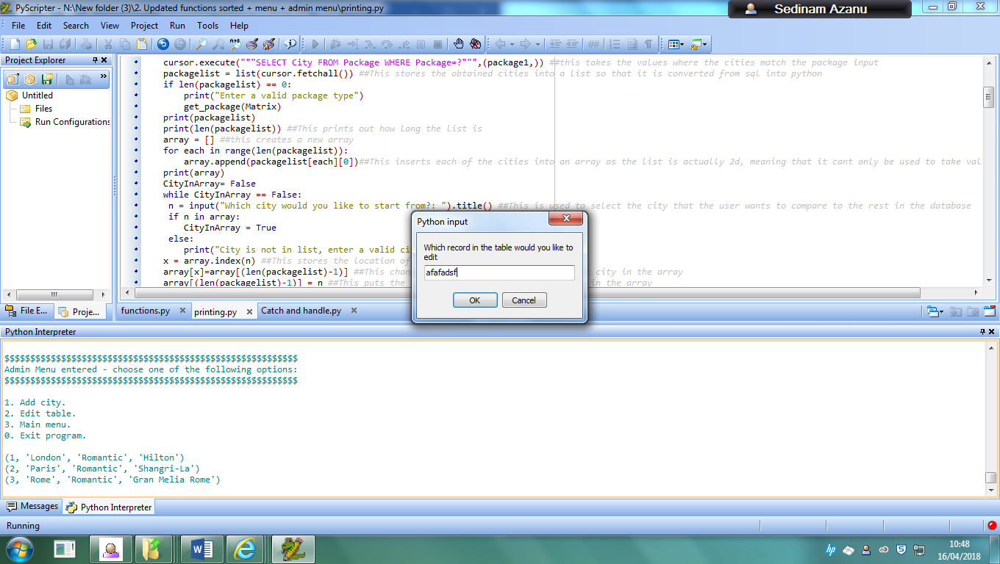 PyScripter - N:\New folder (3)\2. Updated functions sorted + menu + admin menu\printing.py
Sedinam Azanu
File Edit Search View Project Run Tools Help
Project Explorer
Untitled
Files
Run Configurations
File E... Proje...
cursor.execute("""SELECT City FROM Package WHERE Package=?""",(package1,)) ##this takes the values where the cities match the package input
packagelist = list(cursor.fetchall()) ##This stores the obtained cities into a list so that it is converted from sql into python
if len(packagelist) == 0:
print("Enter a valid package type")
get_package(Matrix)
print(packagelist)
print(len(packagelist)) ##This prints out how long the list is
array = [] ##this creates a new array
for each in range(len(packagelist)):
array.append(packagelist[each][0])##This inserts each of the cities into an array as the list is actually 2d, meaning that it cant only be used to take val
print(array)
CityInArray= False
while CityInArray == False:
n = input("Which city would you like to start from?: ").title() ##This is used to select the city that the user wants to compare to the rest in the database
if n in array:
CityInArray = True
else:
print("City is not in list, enter a valid ci
x = array.index(n) ##This stores the location of
array[x]=array[(len(packagelist)-1)] ##This chan t city in the array
array[(len(packagelist)-1)] = n ##This puts the in the array
functions.py printing.py Catch and handle.py
Python input
Which record in the table would you like to
edit
afafadsf
OK Cancel
Python Interpreter
$$$$$$$$$$$$$$$$$$$$$$$$$$$$$$$$$$$$$$$$$$$$$$$$$$$$$$$$$
Admin Menu entered - choose one of the following options:
$$$$$$$$$$$$$$$$$$$$$$$$$$$$$$$$$$$$$$$$$$$$$$$$$$$$$$$$$
1. Add city.
2. Edit table.
3. Main menu.
0. Exit program.
(1, 'London', 'Romantic', 'Hilton')
(2, 'Paris', 'Romantic', 'Shangri-La')
(3, 'Rome', 'Romantic', 'Gran Melia Rome')
Messages Python Interpreter
Running
hp
10:48
16/04/2018